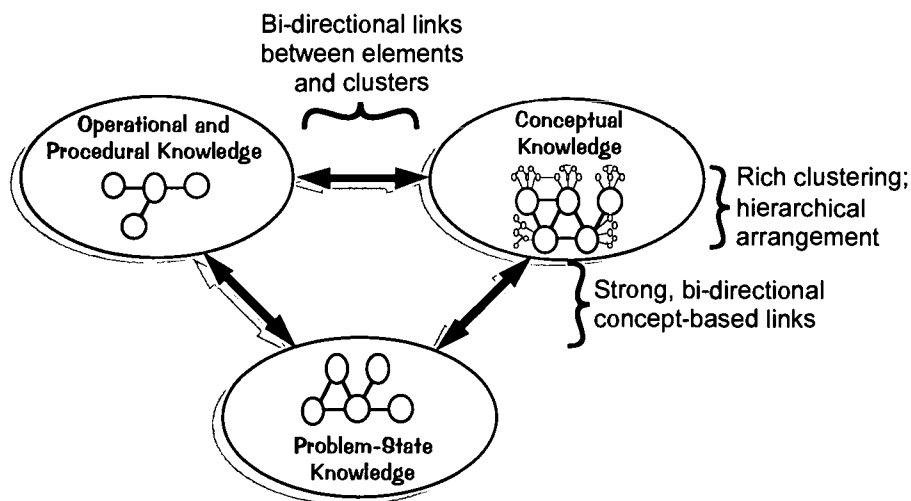 Bi-directional links
between elements
and clusters
Operational and
Procedural Knowledge
Conceptual
Knowledge
Rich clustering;
hierarchical
arrangement
Strong, bi-directional
concept-based links
Problem-State
Knowledge